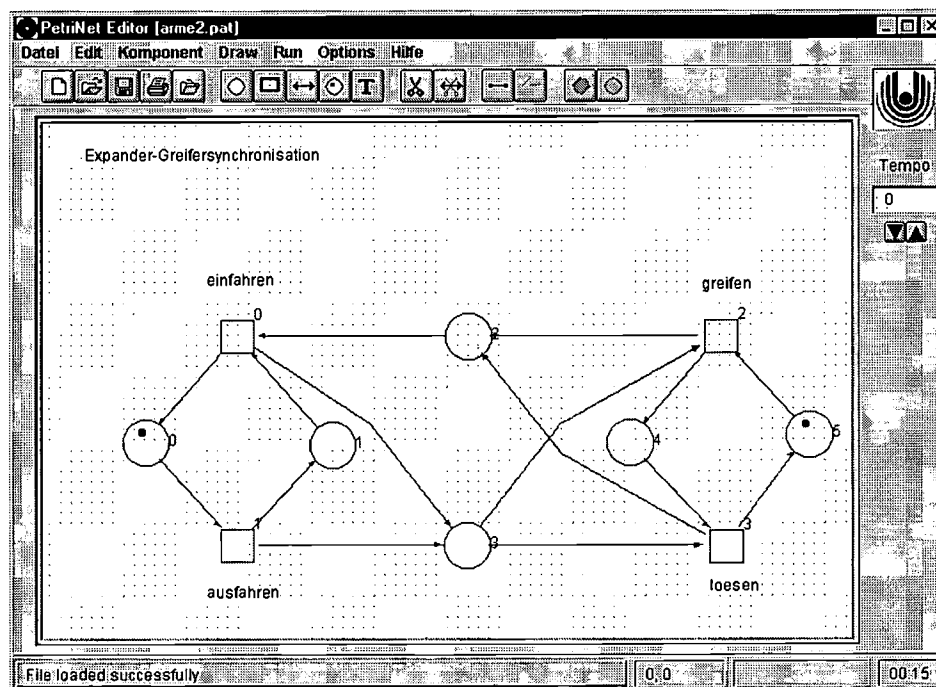 PetriNet Editor [arme2.pat]
Datei Edit Komponent Draw Run Options Hilfe
T
Tempo
0
Expander-Greifersynchronisation
einfahren
greifen
0
2
2
0
1
4
5
1
3
3
ausfahren
loesen
File loaded successfully
0, 0
00:15